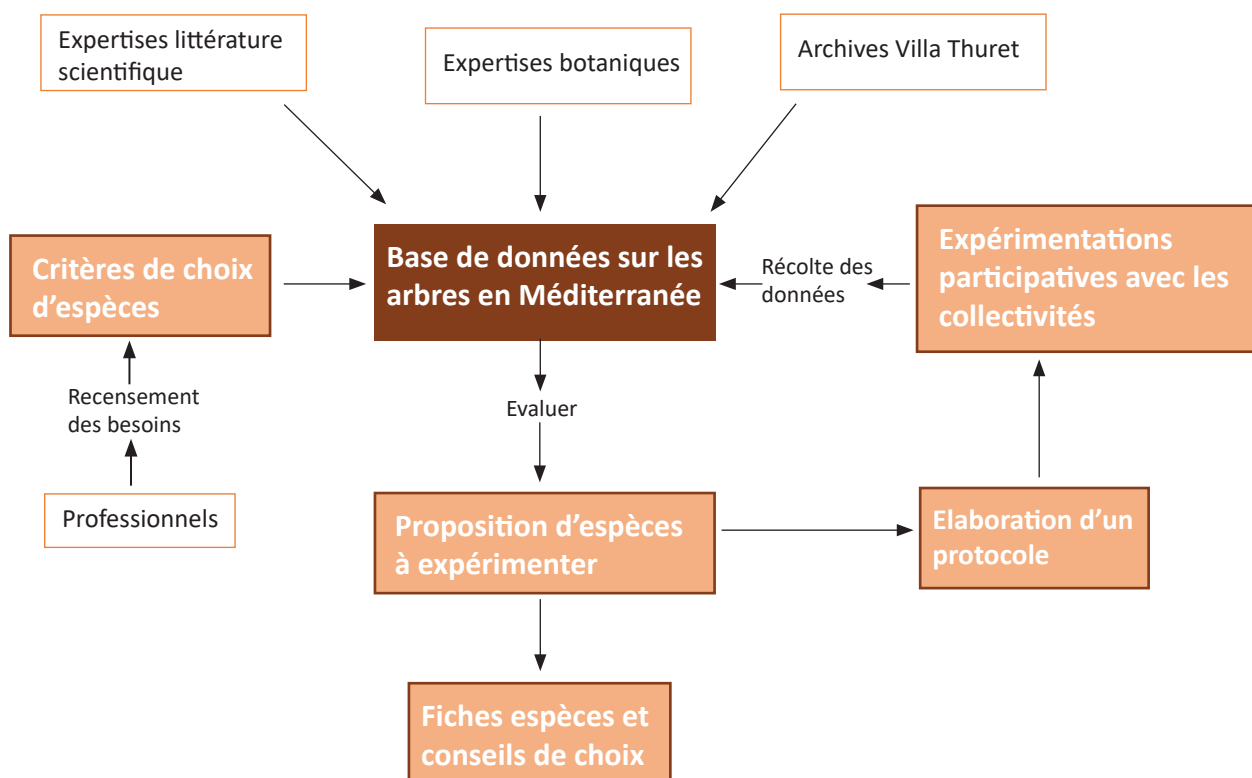 Expertises littérature
scientifique
Expertises botaniques
Archives Villa Thuret
Critères de choix
d’espèces
Base de données sur les
arbres en Méditerranée
Récolte des
données
Expérimentations
participatives avec les
collectivités
Recensement
des besoins
Evaluer
Professionnels
Proposition d’espèces
à expérimenter
Elaboration d’un
protocole
Fiches espèces et
conseils de choix